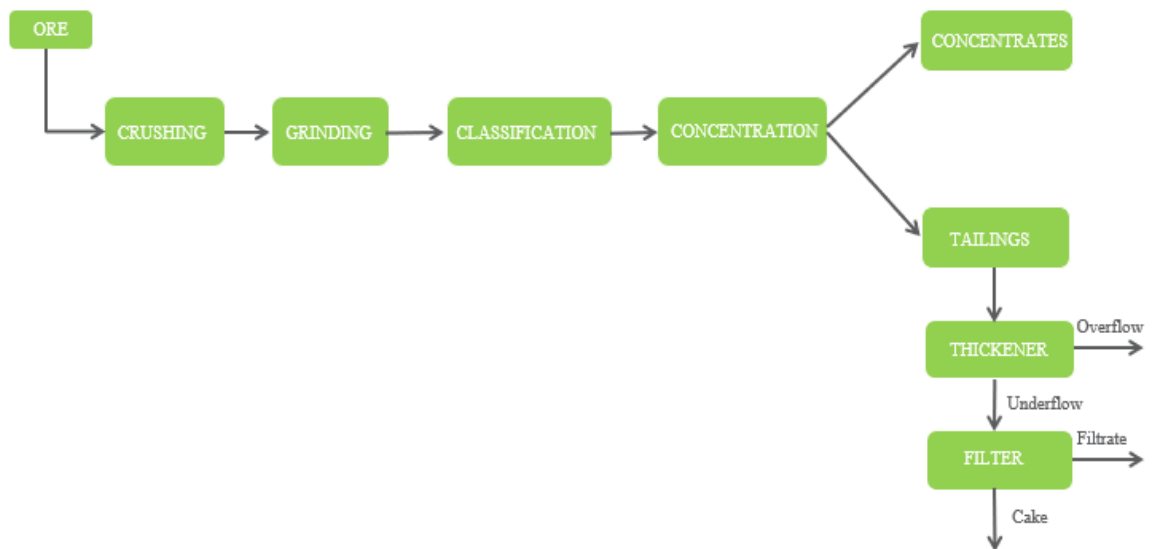 ORE
CONCENTRATES
CRUSHING
GRINDING
CLASSIFICATION
CONCENTRATION
TAILINGS
THICKENER
Overflow
Underflow
FILTER
Filtrate
Cake